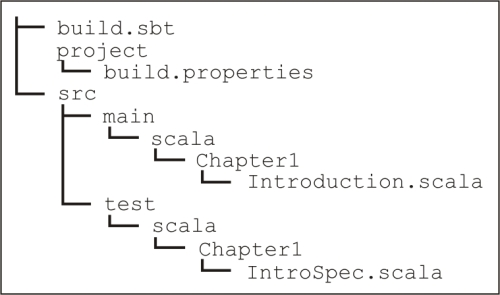 build.sbt
project
build.properties
src
main
scala
Chapter1
Introduction.scala
test
scala
Chapter1
IntroSpec.scala